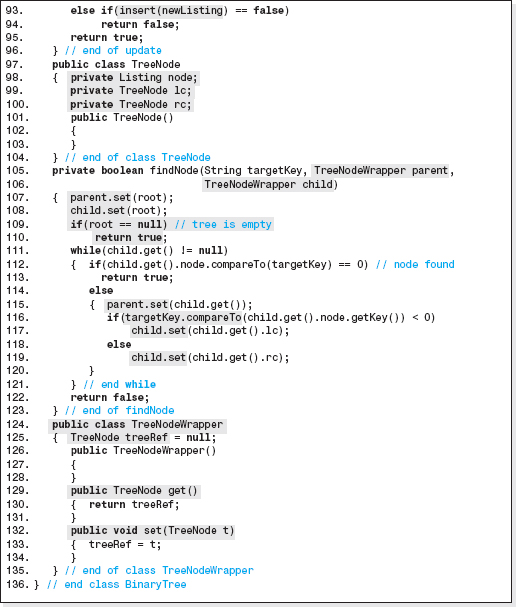 93.       else if(insert(newListing) == false)
94.            return false;
95.       return true;
96.    } // end of update
97.    public class TreeNode
98.    {  private Listing node;
99.       private TreeNode lc;
100.      private TreeNode rc;
101.      public TreeNode()
102.      {
103.      }
104.   } // end of class TreeNode
105.   private boolean findNode(String targetKey, TreeNodeWrapper parent,
106.                            TreeNodeWrapper child)
107.   {  parent.set(root);
108.      child.set(root);
109.      if(root == null) // tree is empty
110.          return true;
111.      while(child.get() != null)
112.      {  if(child.get().node.compareTo(targetKey) == 0) // node found
113.           return true;
114.         else
115.         {  parent.set(child.get());
116.            if(targetKey.compareTo(child.get().node.getKey()) < 0)
117.                child.set(child.get().lc);
118.            else
119.                child.set(child.get().rc);
120.         }
121.      } // end while
122.      return false;
123.   } // end of findNode
124.   public class TreeNodeWrapper
125.   {  TreeNode treeRef = null;
126.      public TreeNodeWrapper()
127.      {
128.      }
129.      public TreeNode get()
130.      {  return treeRef;
131.      }
132.      public void set(TreeNode t)
133.      {  treeRef = t;
134.      }
135.   } // end of class TreeNodeWrapper
136. } // end class BinaryTree